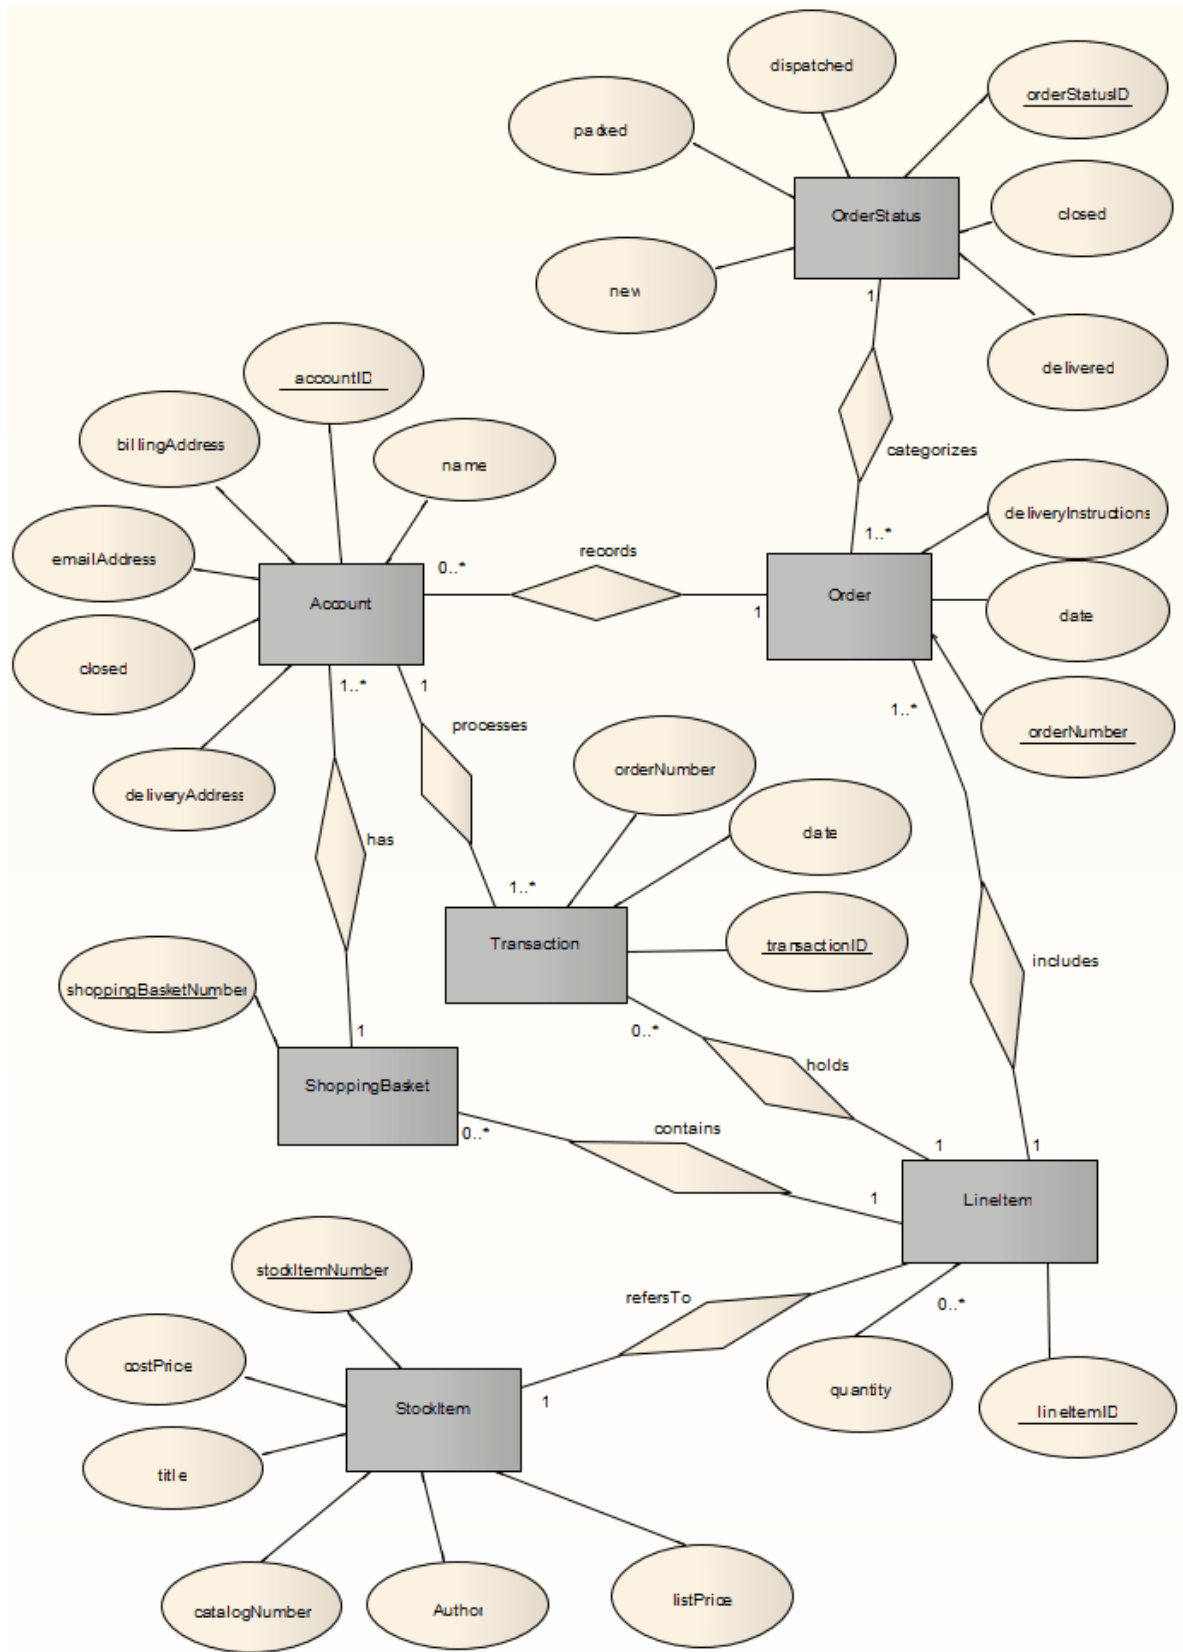 dispatched
orderStatusID
packed
OrderStatus
closed
new
1
delivered
accountID
billingAddress
name
categorizes
deliveryInstructions
emailAddress
records
1..*
0..*
Account
Order
date
1
closed
1..*
1
1..*
processes
orderNumber
orderNumber
deliveryAddress
has
date
1..*
Transaction
transactionID
includes
shoppingBasketNumber
1
0..*
holds
ShoppingBasket
contains
0..*
1
1
1
LineItem
stockItemNumber
refersTo
0..*
costPrice
1
quantity
StockItem
lineItemID
title
catalogNumber
Author
listPrice